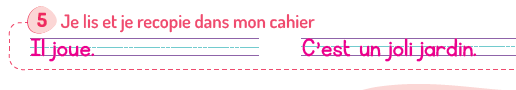 5 Je lis et je recopie dans mon cahier
Il joue. C'est un joli jardin.